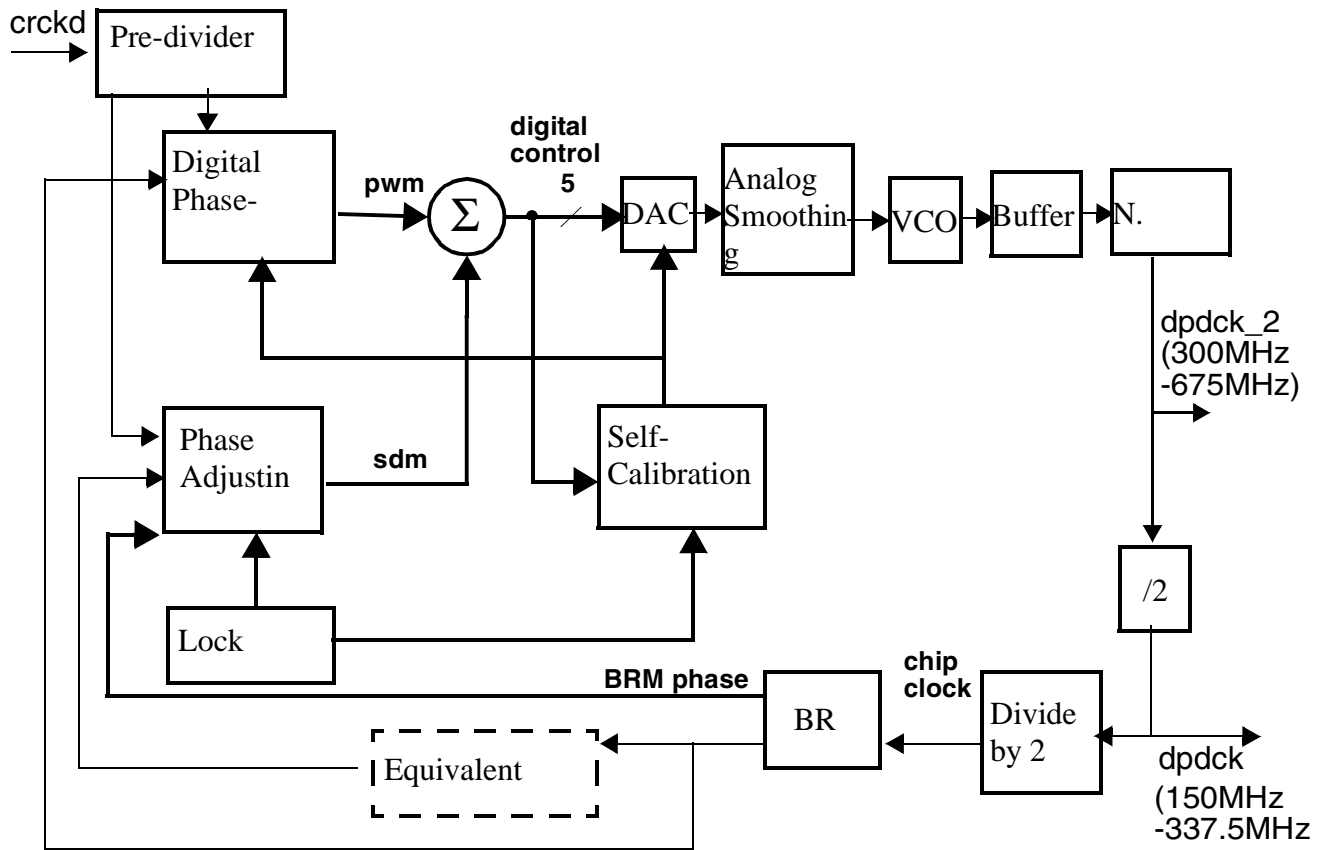 crckd
Pre-divider
digital
control
5
Digital
Phase-
pwm
Σ
DAC
Analog
Smoothin
g
VCO
Buffer
N.
dpdck_2
(300MHz
-675MHz)
Phase
Adjustin
sdm
Self-
Calibration
/2
Lock
BRM phase
chip
clock
BR
Divide
by 2
Equivalent
dpdck
(150MHz
-337.5MHz